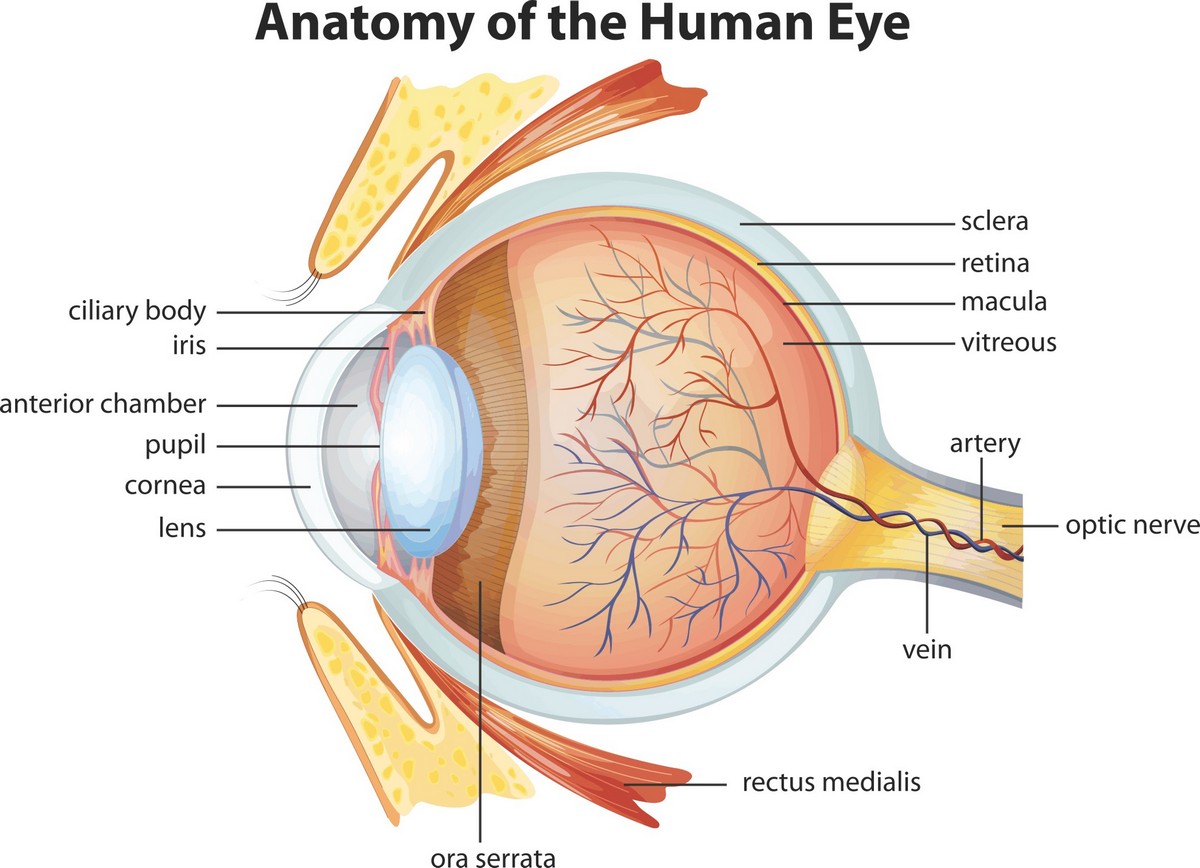 Anatomy of the Human Eye
sclera
retina
macula
vitreous
ciliary body
iris
anterior chamber
pupil
cornea
lens
artery
optic nerve
vein
rectus medialis
ora serrata